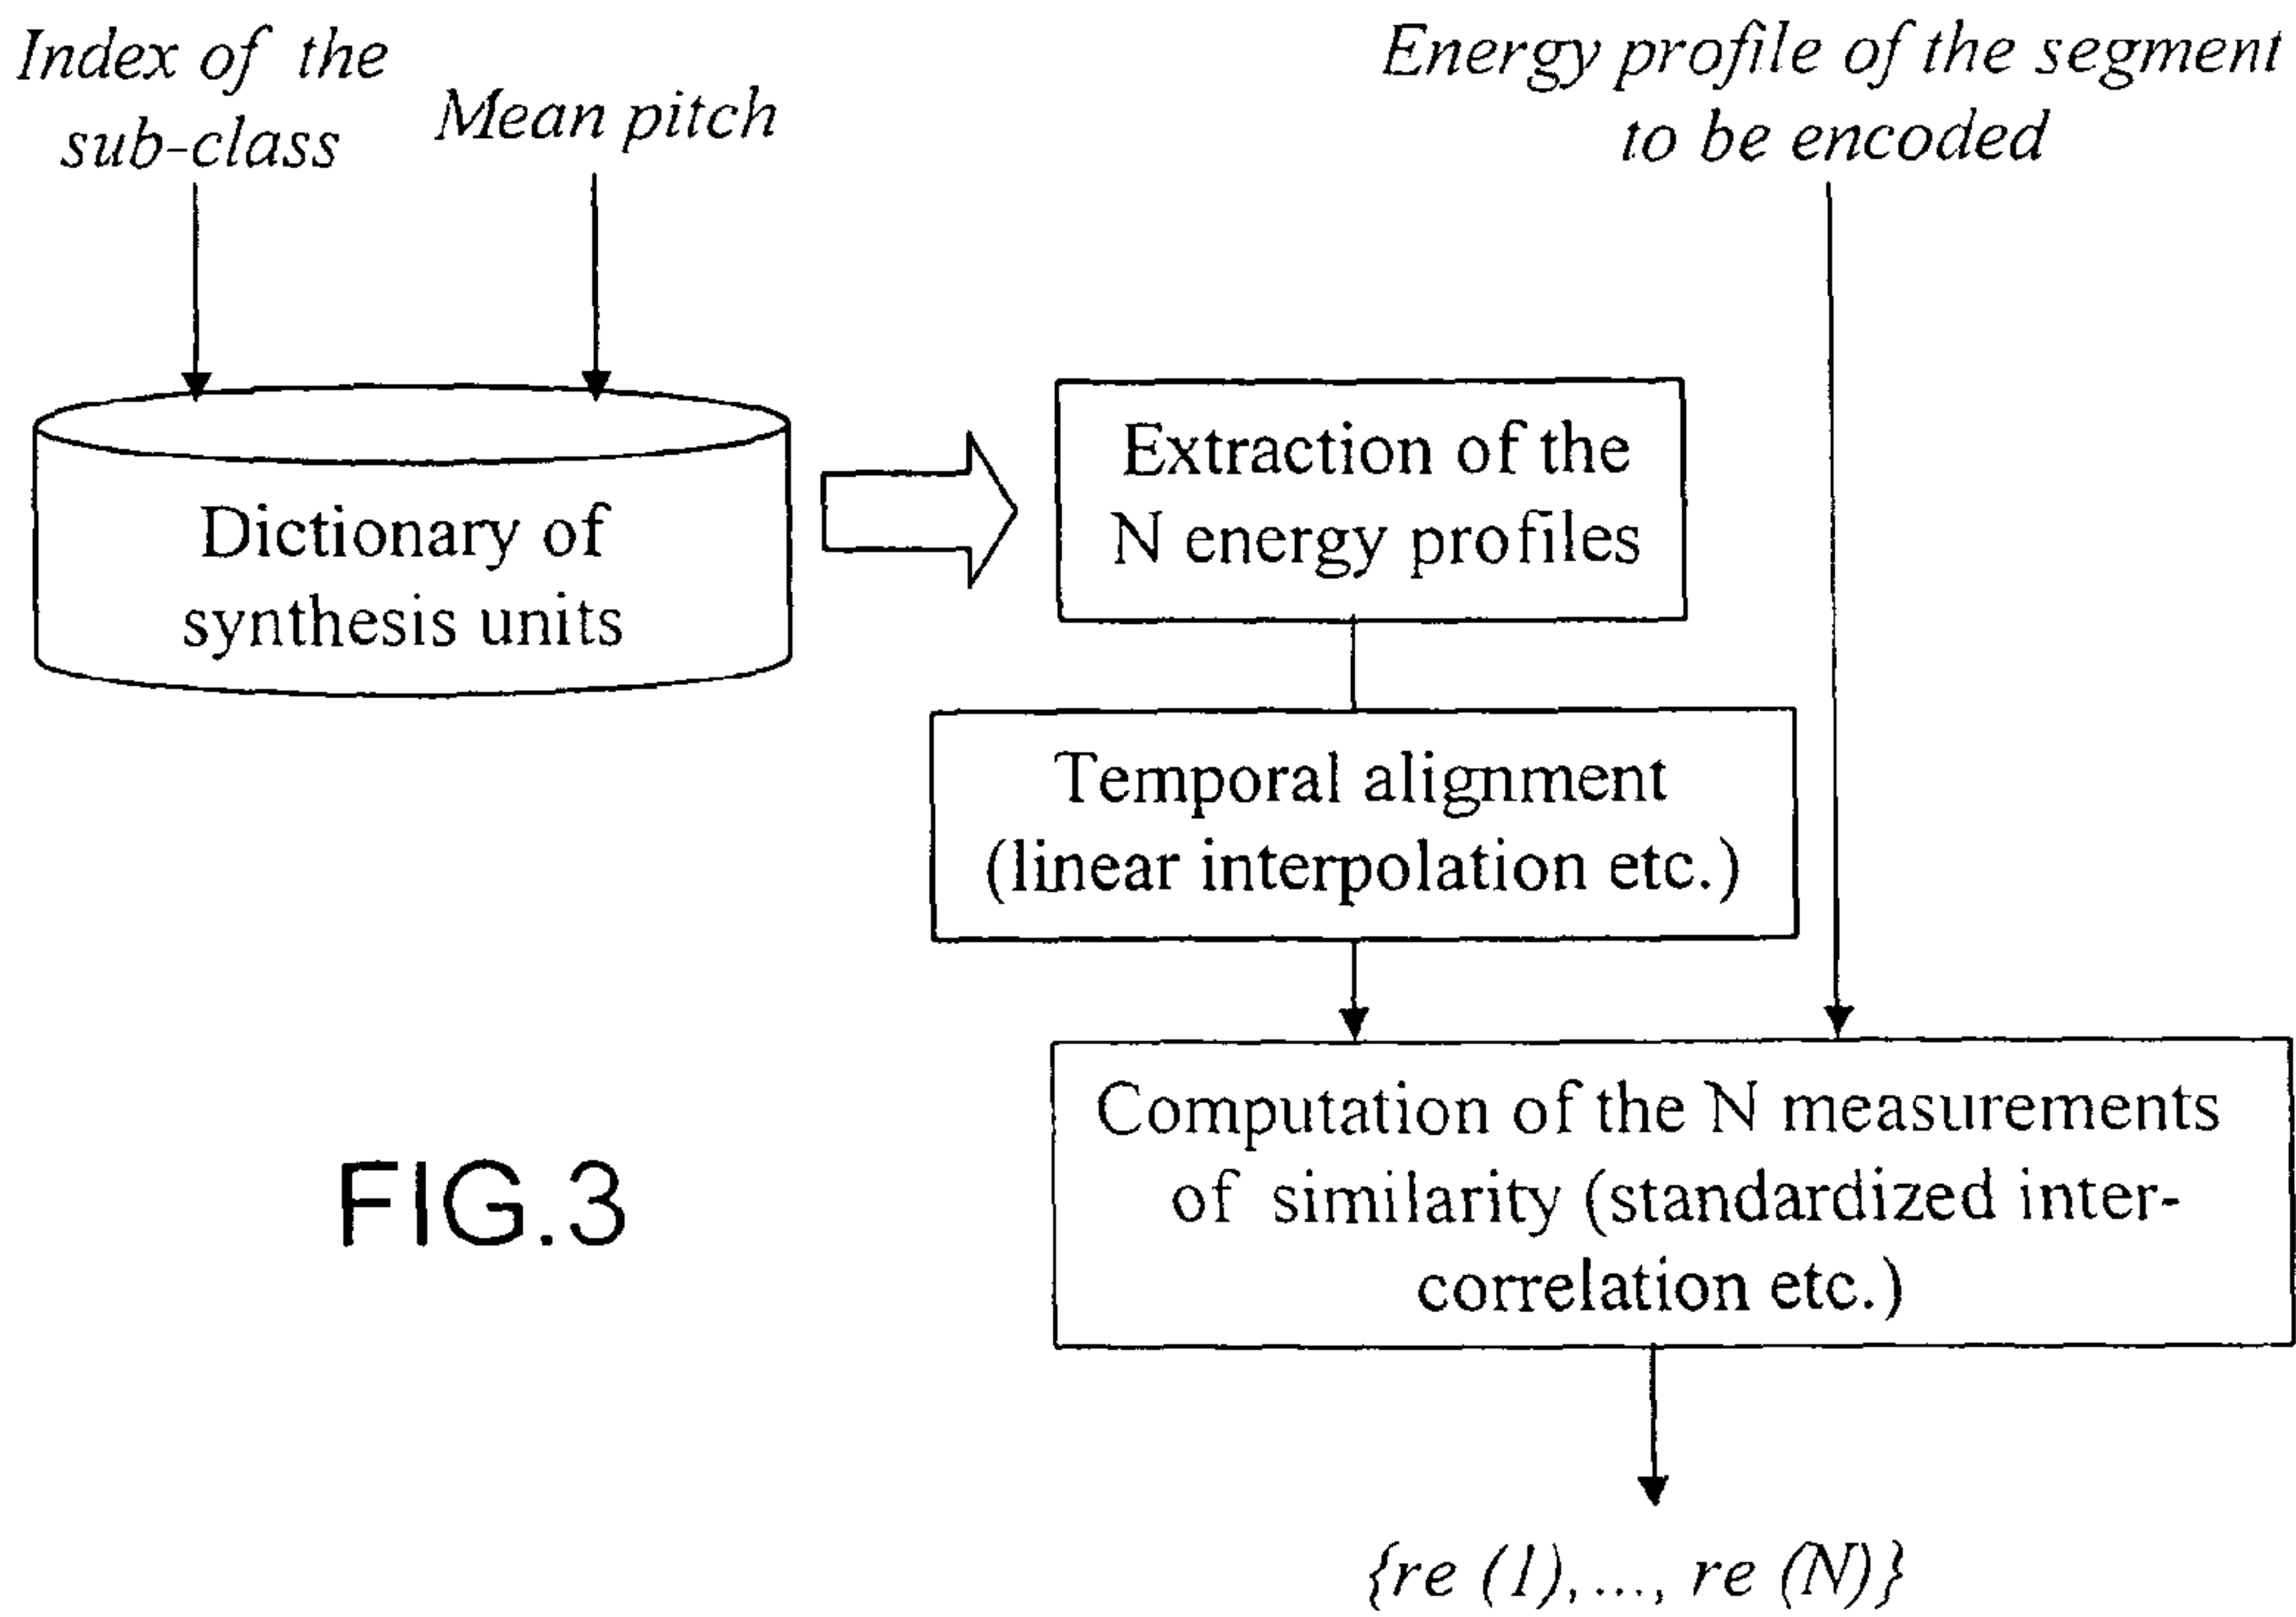 Index of the
sub-class
Mean pitch
Energy profile of the segment
to be encoded
Dictionary of
synthesis units
Extraction of the
N energy profiles
Temporal alignment
(linear interpolation etc.)
Computation of the N measurements
of similarity (standardized inter-
correlation etc.)
FIG.3
{re (1),..., re (N)}